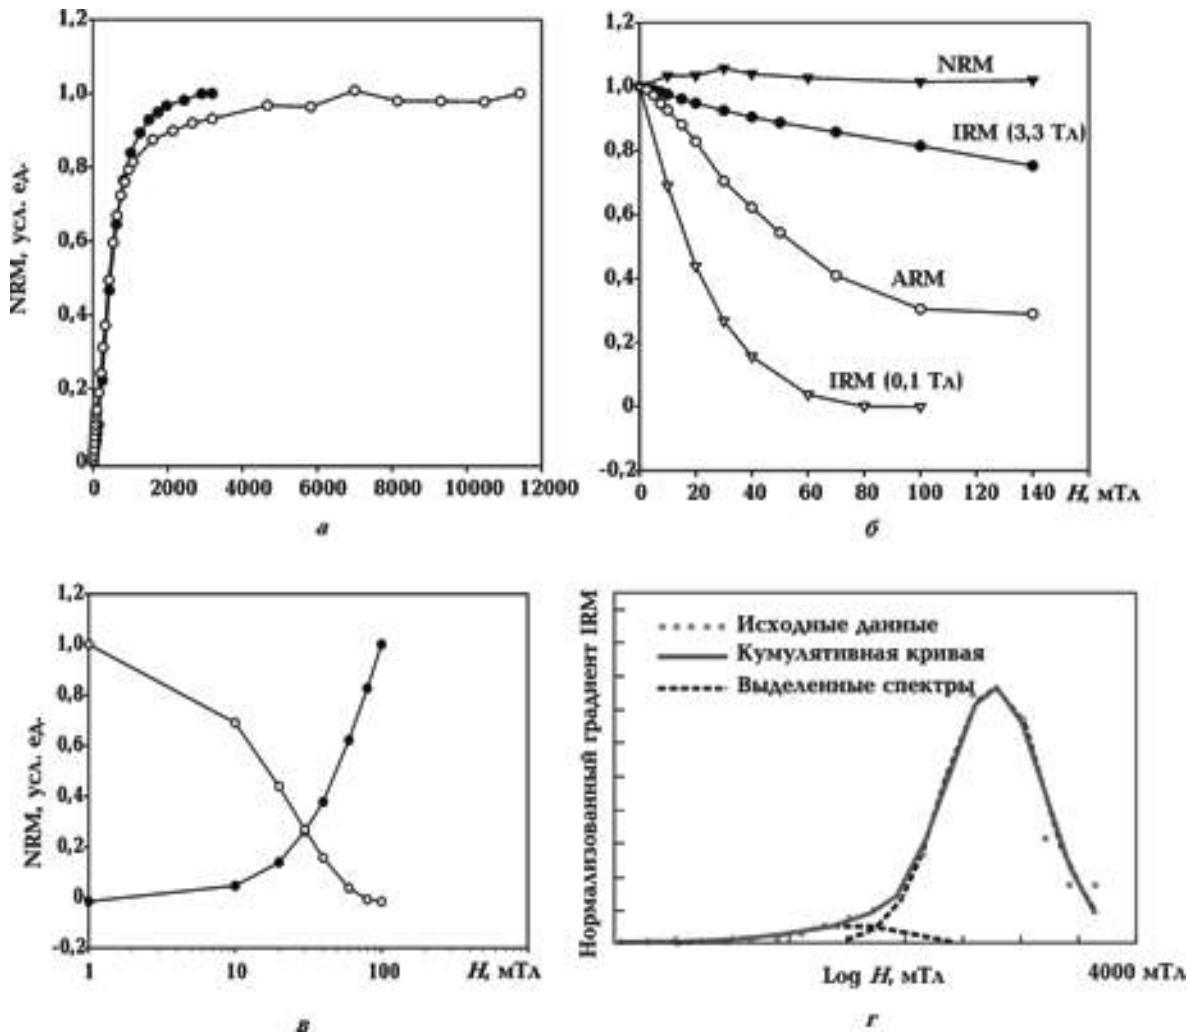 1,2
1,0
0,8
0,6
0,4
0,2
0
NRM, усл. ед.
0 2000 4000 6000 8000 10000 12000
а
1,2
1,0
0,8
0,6
0,4
0,2
0
-0,2
NRM
IRM (3,3 Тл)
ARM
IRM (0,1 Тл)
0 20 40 60 80 100 120 140 H, мТл
б
1,2
1,0
0,8
0,6
0,4
0,2
0
-0,2
NRM, усл. ед.
1 10 100 H, мТл
в
Нормализованный градиент IRM
Исходные данные
Кумулятивная кривая
Выделенные спектры
Log H, мТл 4000 мТл
г